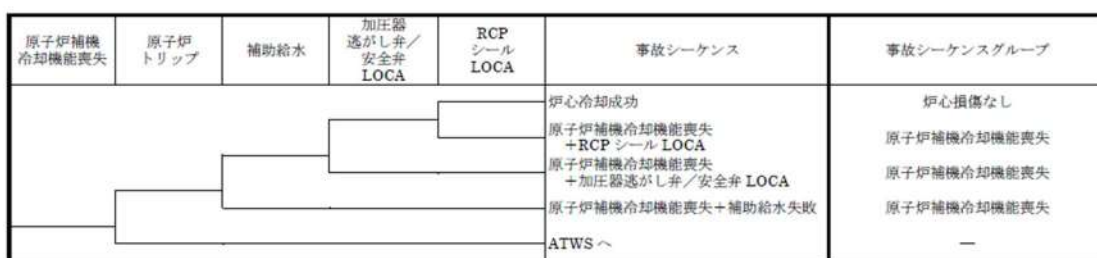 原子炉補機
冷却機能喪失
原子炉
トリップ
補助給水
加圧器
逃がし弁／
安全弁
LOCA
RCP
シール
LOCA
事故シーケンス
事故シーケンスグループ
炉心冷却成功
炉心損傷なし
原子炉補機冷却機能喪失
＋RCP シール LOCA
原子炉補機冷却機能喪失
原子炉補機冷却機能喪失
＋加圧器逃がし弁／安全弁 LOCA
原子炉補機冷却機能喪失
原子炉補機冷却機能喪失＋補助給水失敗
原子炉補機冷却機能喪失
ATWS へ
―